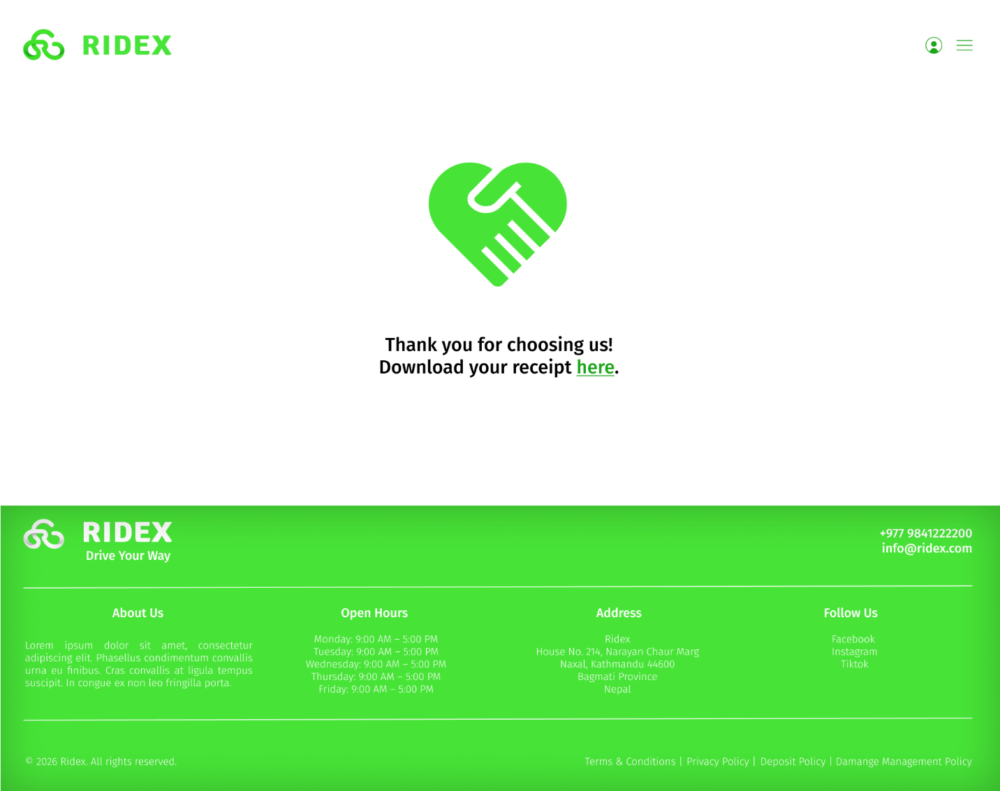 RIDEX
Thank you for choosing us!
Download your receipt here.
RIDEX
Drive Your Way
+977 9841222200
info@ridex.com
About Us
Lorem ipsum dolor sit amet, consectetur
adipiscing elit. Phasellus condimentum convallis
urna eu finibus. Cras convallis at ligula tempus
suscipit. In congue ex non leo fringilla porta.
Open Hours
Monday: 9:00 AM – 5:00 PM
Tuesday: 9:00 AM – 5:00 PM
Wednesday: 9:00 AM – 5:00 PM
Thursday: 9:00 AM – 5:00 PM
Friday: 9:00 AM – 5:00 PM
Address
Ridex
House No. 214, Narayan Chaur Marg
Naxal, Kathmandu 44600
Bagmati Province
Nepal
Follow Us
Facebook
Instagram
Tiktok
© 2026 Ridex. All rights reserved.
Terms & Conditions | Privacy Policy | Deposit Policy | Damange Management Policy